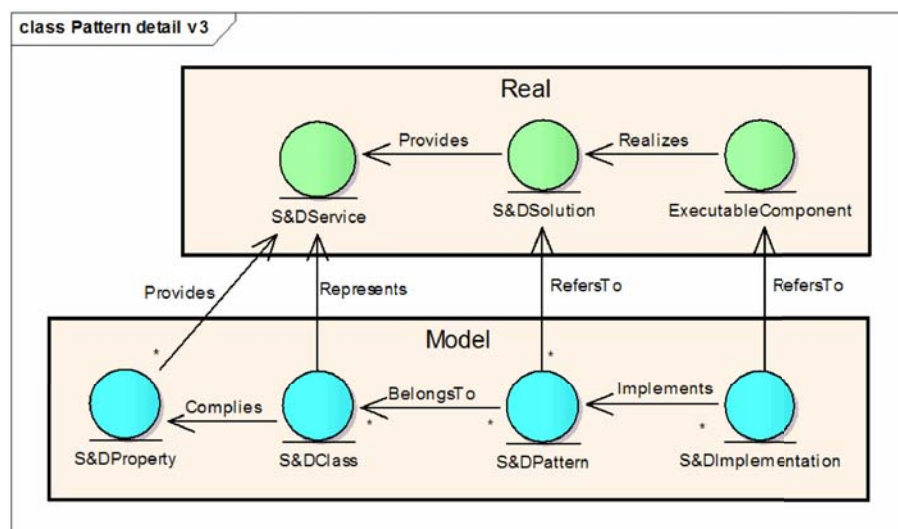 class Pattern detail v3
Real
Provides
Realizes
S&DService
S&DSolution
ExecutableComponent
Provides
Represents
RefersTo
RefersTo
Model
*
*
Complies
BelongsTo
Implements
*
*
*
S&DProperty
S&DClass
S&DPattern
S&DImplementation